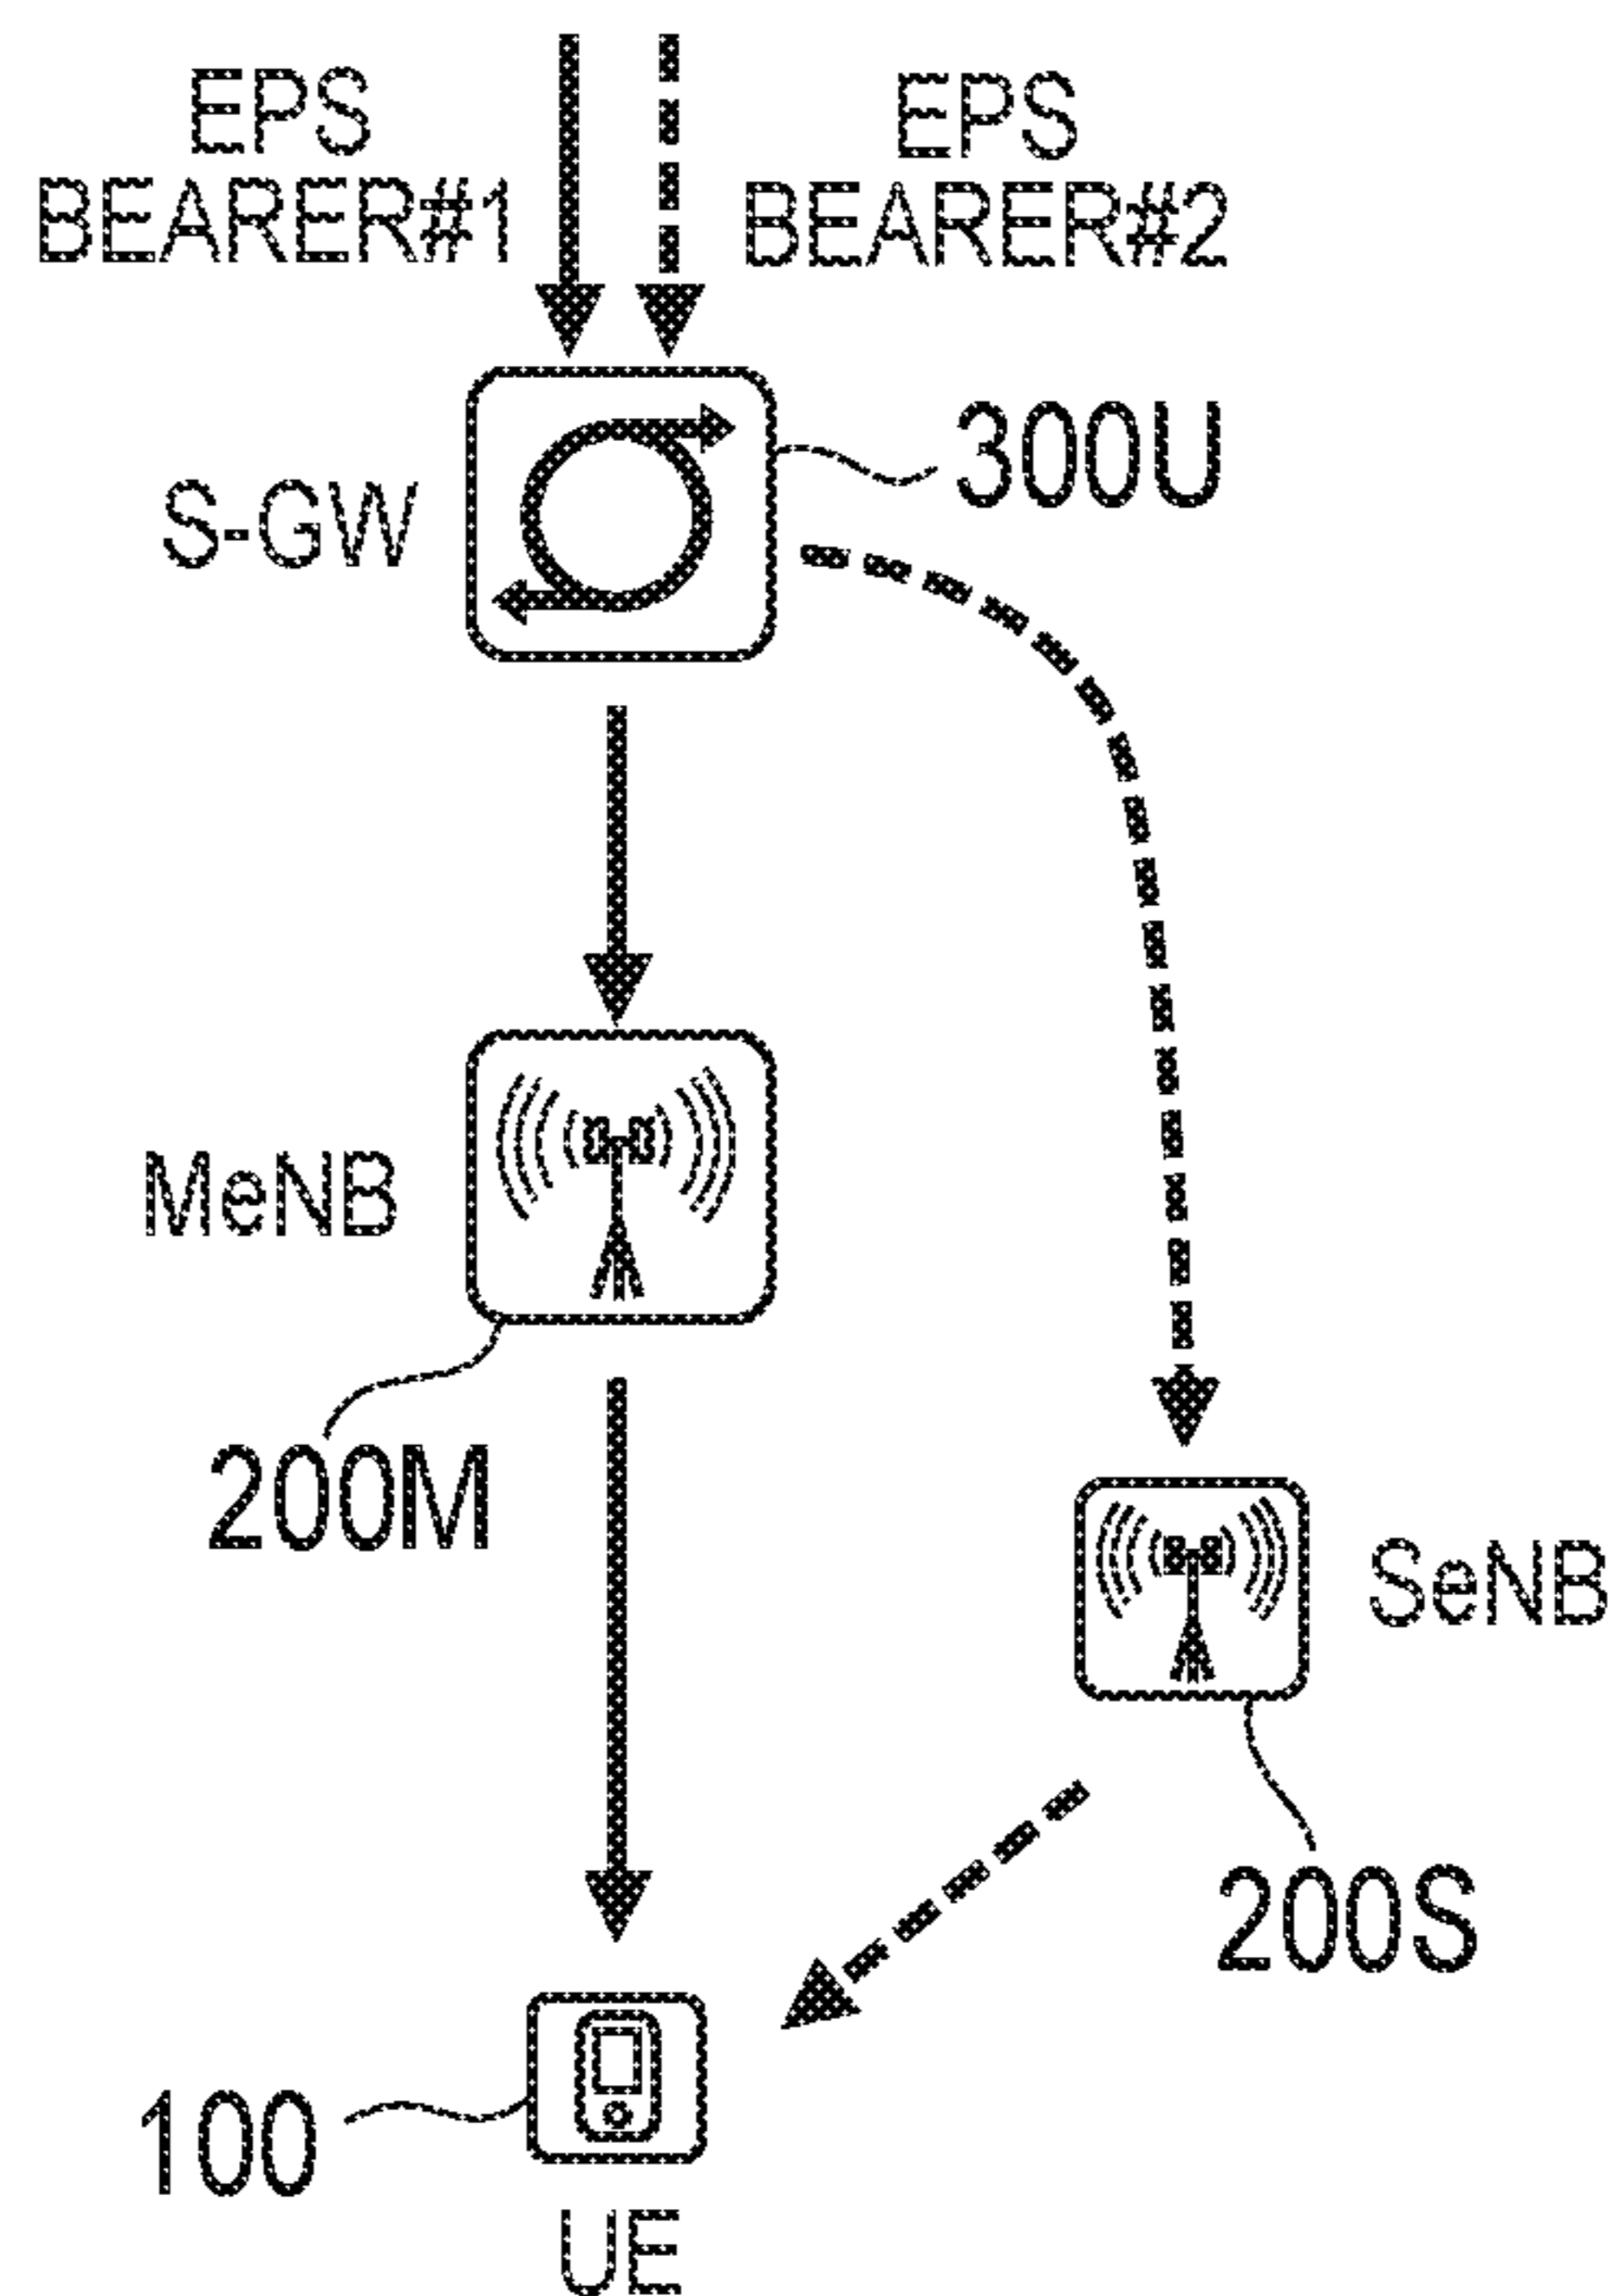 EPS
BEARER#1
EPS
BEARER#2
300U
S-GW
MeNB
200M
SeNB
200S
100
UE